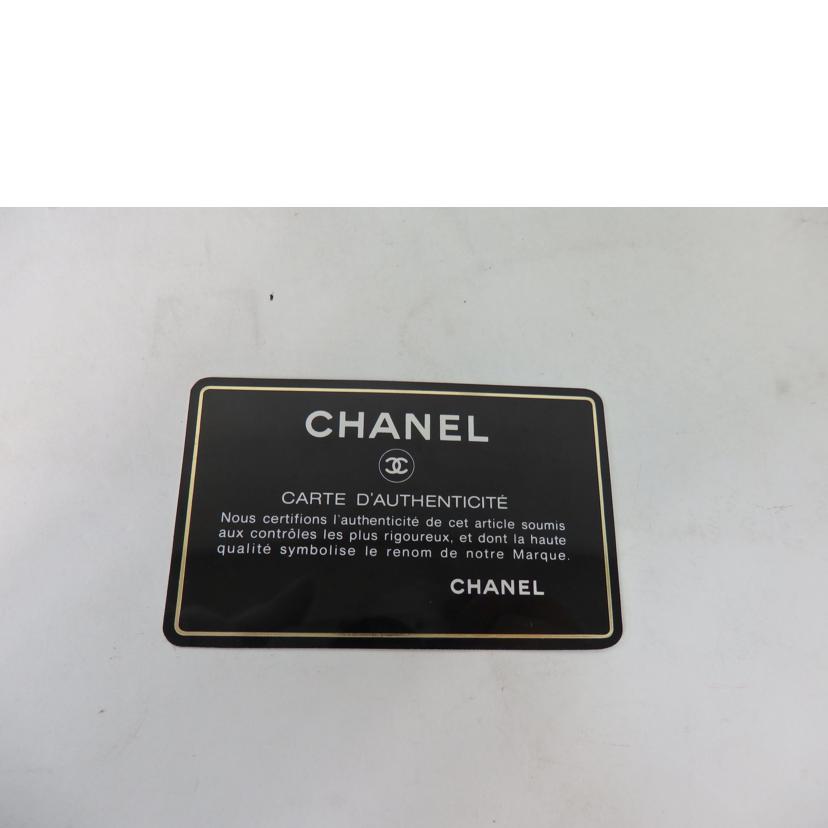 CHANEL
CARTE D'AUTHENTICITÉ
Nous certifions l'authenticité de cet article soumis
aux contrôles les plus rigoureux, et dont la haute
qualité symbolise le renom de notre Marque.
CHANEL